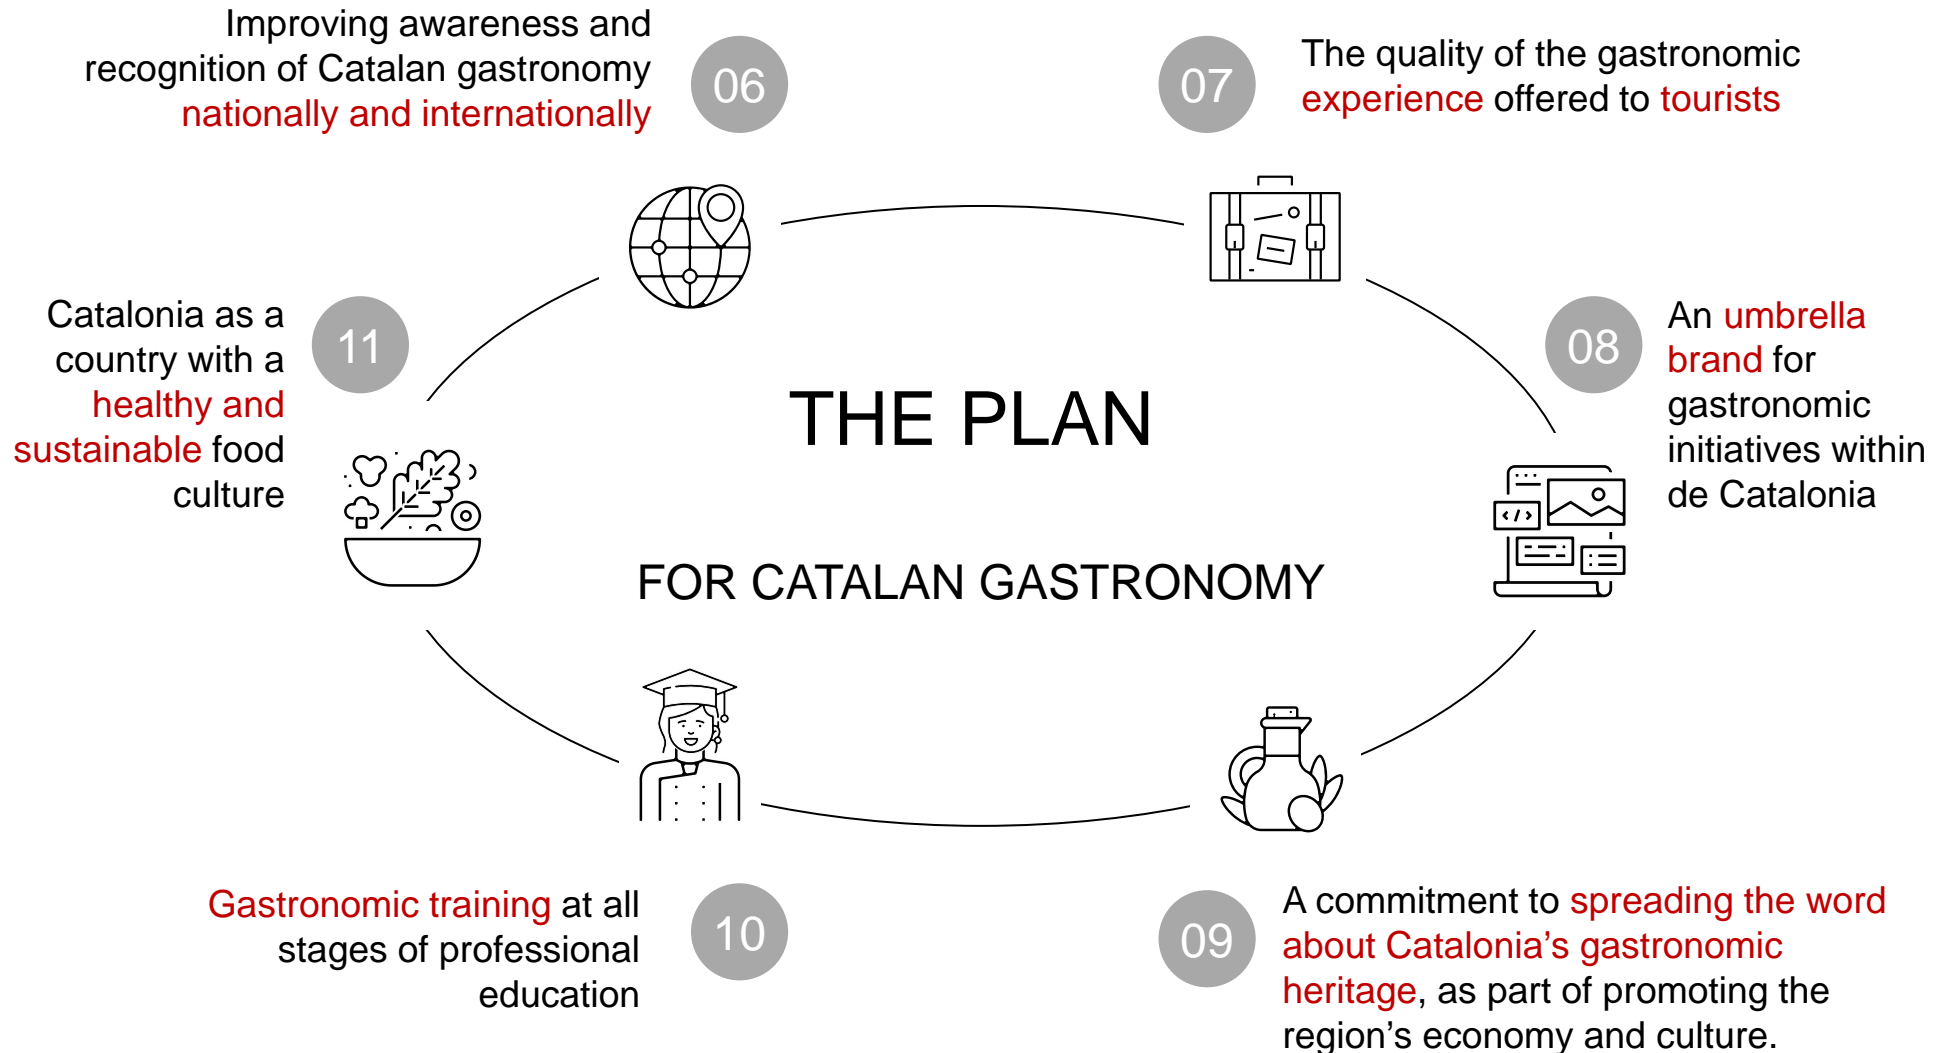 Improving awareness and
recognition of Catalan gastronomy
nationally and internationally
06
07
The quality of the gastronomic
experience offered to tourists
Catalonia as a
country with a
healthy and
sustainable food
culture
11
THE PLAN
FOR CATALAN GASTRONOMY
08
An umbrella
brand for
gastronomic
initiatives within
de Catalonia
Gastronomic training at all
stages of professional
education
10
09
A commitment to spreading the word
about Catalonia’s gastronomic
heritage, as part of promoting the
region’s economy and culture.